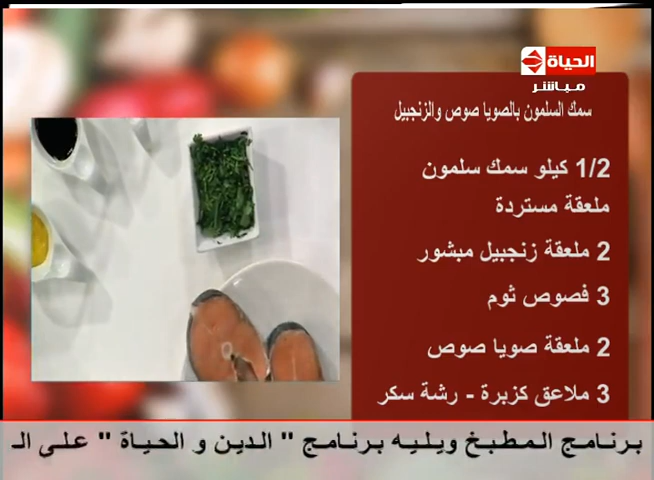 الحياة
مباشر
سمك السلمون بالصويا صوص والزنجبيل
1/2 كيلو سمك سلمون
ملعقة مستردة
2 ملعقة زنجبيل مبشور
3 فصوص ثوم
2 ملعقة صويا صوص
3 ملاعق كزبرة - رشة سكر
برنامج المطبخ ويليه برنامج " الدين و الحياة " على الـ